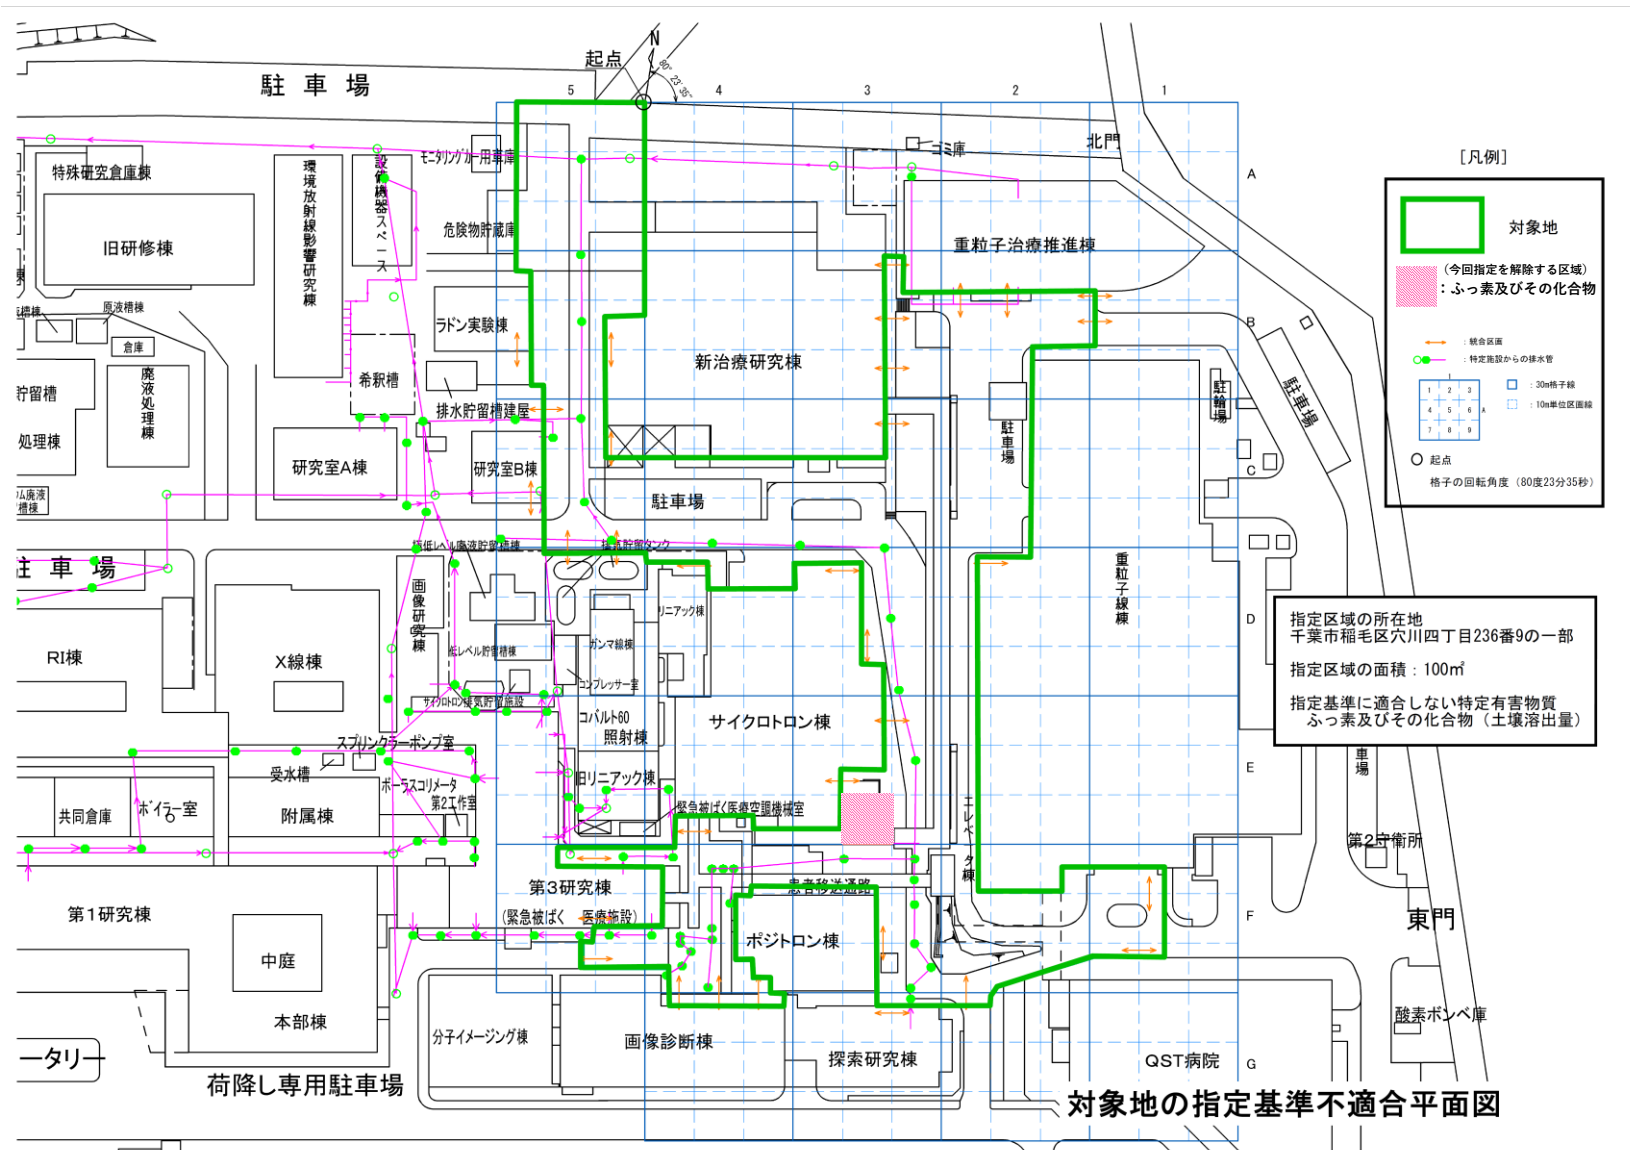 駐車場
起点
N
80° 23′ 35″
5
4
3
2
1
北門
ゴミ庫
モニタリングカー用車庫
特殊研究倉庫棟
環境放射線影響研究棟
設備機器スペース
A
旧研修棟
危険物貯蔵庫
重粒子治療推進棟
原液槽棟
倉庫
ラドン実験棟
B
新治療研究棟
廃液処理棟
希釈槽
貯留槽
排水貯留槽建屋
駐輪場
駐車場
処理棟
研究室A棟
研究室B棟
駐車場
C
駐車場
極低レベル廃液貯留槽棟
駐車場
画像研究棟
重粒子線棟
リニアック棟
D
ガンマ線棟
RI棟
X線棟
低レベル貯留槽棟
コンプレッサー室
サイクロトロン排気貯留施設
コバルト60
照射棟
サイクロトロン棟
スプリンクラーポンプ室
受水槽
旧リニアック棟
E
車場
ポーラスコリメータ
第2工作室
共同倉庫
ボイラー室
附属棟
緊急被ばく医療空調機械室
エレベータ棟
第2守衛所
第3研究棟
患者移送通路
(緊急被ばく 医療施設)
第1研究棟
F
東門
ポジトロン棟
中庭
本部棟
酸素ボンベ庫
分子イメージング棟
画像診断棟
探索研究棟
QST病院
G
ータリー
荷降し専用駐車場
対象地の指定基準不適合平面図
[凡例]
対象地
(今回指定を解除する区域)
:ふっ素及びその化合物
:統合区画
:特定施設からの排水管
1 2 3
4 5 6 A
7 8 9
:30m格子線
:10m単位区画線
起点
格子の回転角度(80度23分35秒)
指定区域の所在地
千葉市稲毛区穴川四丁目236番9の一部
指定区域の面積:100㎡
指定基準に適合しない特定有害物質
ふっ素及びその化合物(土壌溶出量)